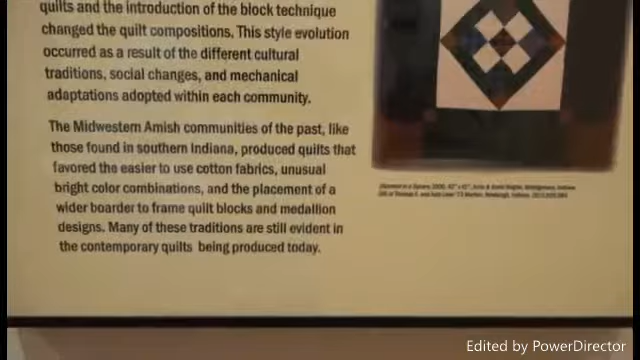 quilts and the introduction of the block technique
changed the quilt compositions. This style evolution
occurred as a result of the different cultural
traditions, social changes, and mechanical
adaptations adopted within each community.
The Midwestern Amish communities of the past, like
those found in southern Indiana, produced quilts that
favored the easier to use cotton fabrics, unusual
bright color combinations, and the placement of a
wider boarder to frame quilt blocks and medallion
designs. Many of these traditions are still evident in
the contemporary quilts being produced today.
Edited by PowerDirector